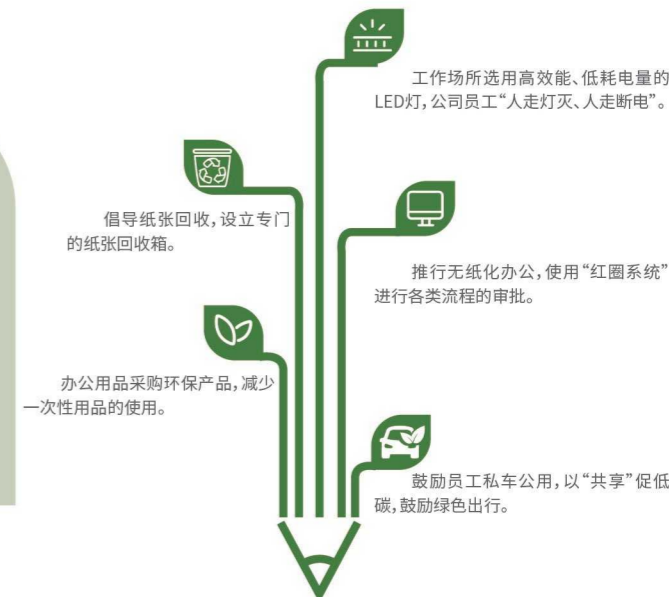 工作场所选用高效能、低耗电量的
LED灯,公司员工“人走灯灭、人走断电”。
倡导纸张回收,设立专门
的纸张回收箱。
推行无纸化办公,使用“红圈系统”
进行各类流程的审批。
办公用品采购环保产品,减少
一次性用品的使用。
鼓励员工私车公用,以“共享”促低
碳,鼓励绿色出行。